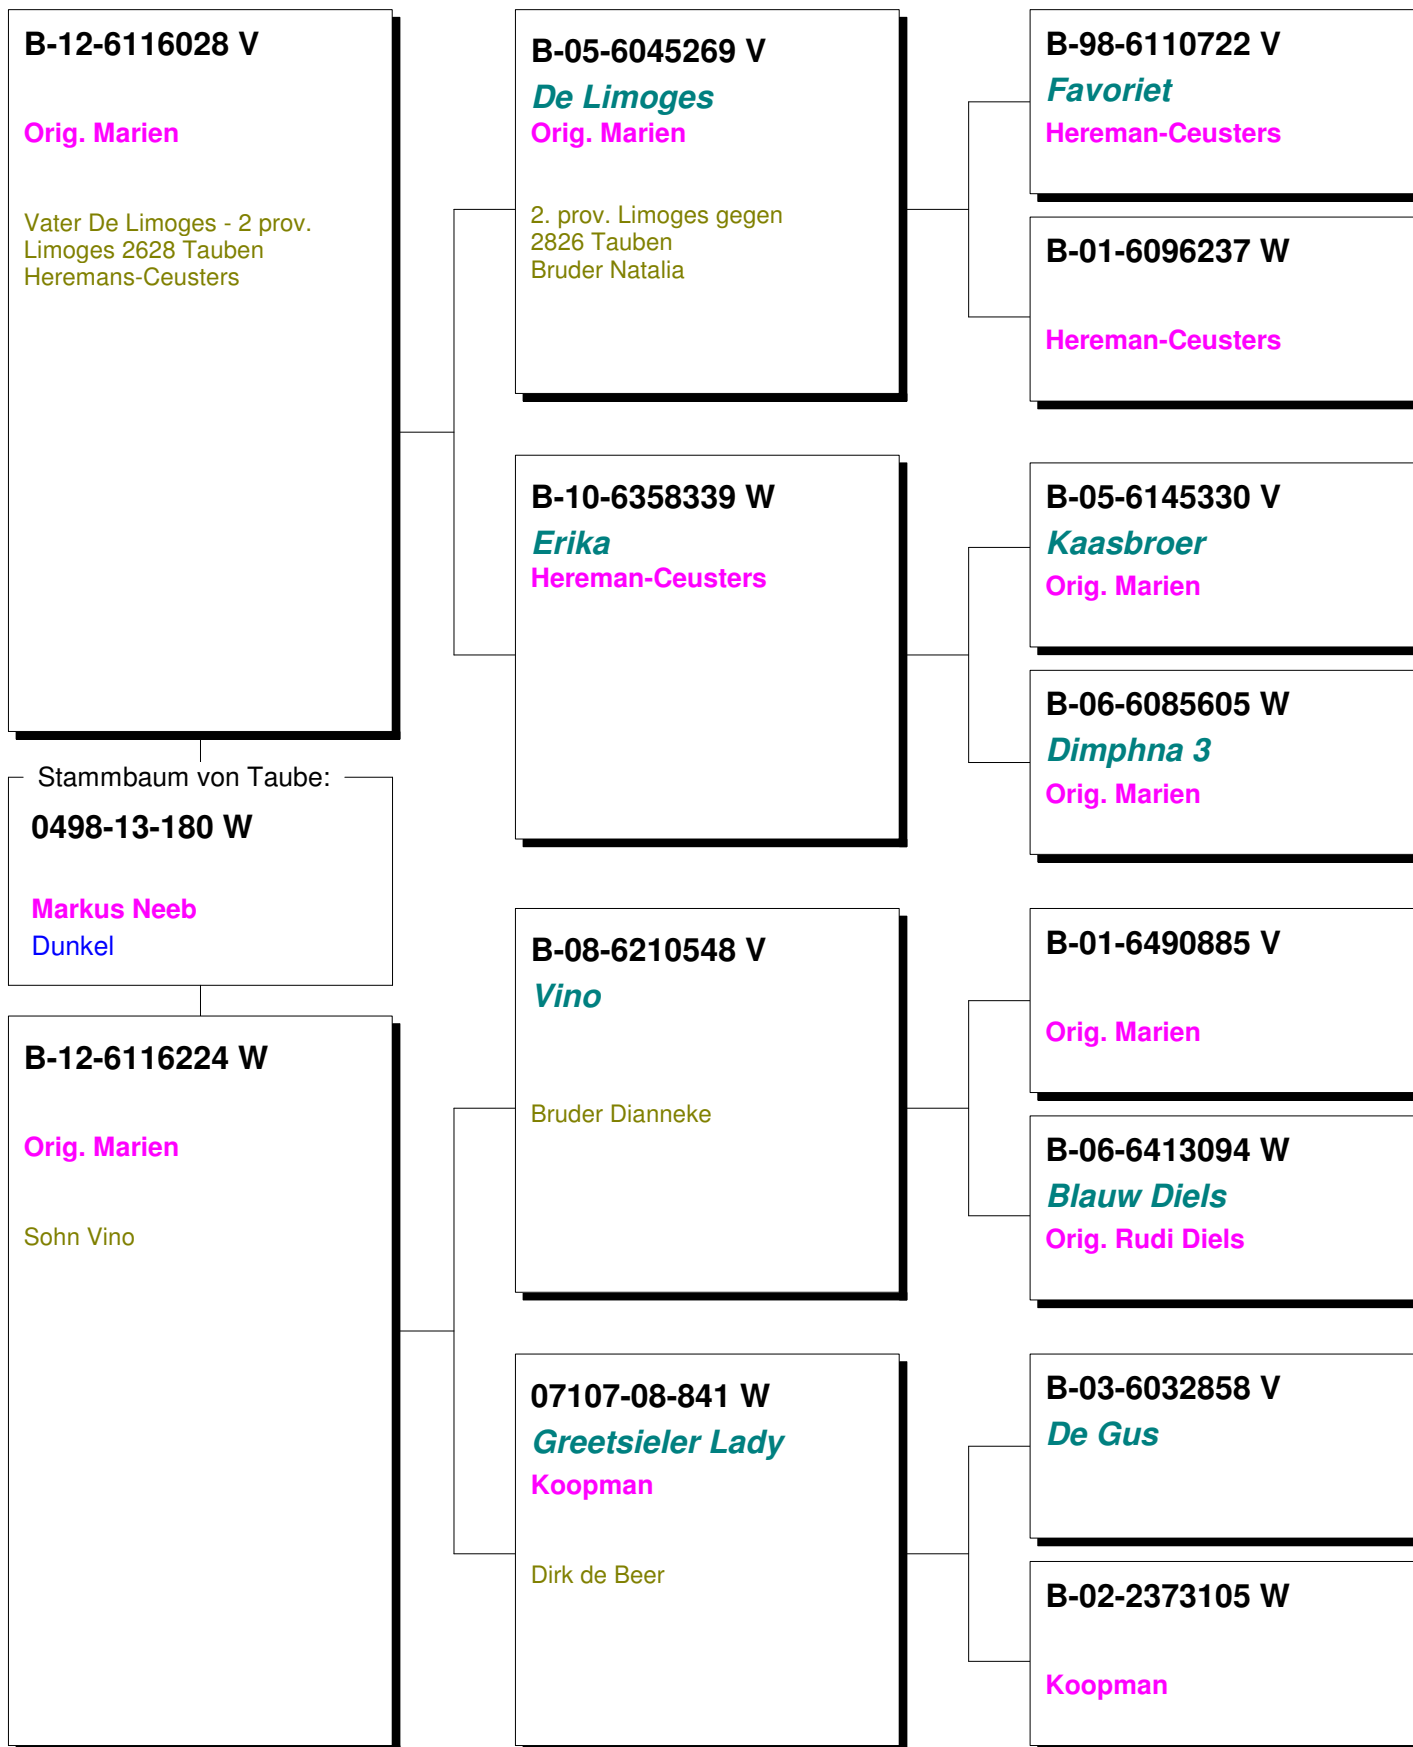 B-12-6116028 V
Orig. Marien
Vater De Limoges - 2 prov.
Limoges 2628 Tauben
Heremans-Ceusters
Stammbaum von Taube:
0498-13-180 W
Markus Neeb
Dunkel
B-12-6116224 W
Orig. Marien
Sohn Vino
B-05-6045269 V
De Limoges
Orig. Marien
2. prov. Limoges gegen
2826 Tauben
Bruder Natalia
B-10-6358339 W
Erika
Hereman-Ceusters
B-08-6210548 V
Vino
Bruder Dianneke
07107-08-841 W
Greetsieler Lady
Koopman
Dirk de Beer
B-98-6110722 V
Favoriet
Hereman-Ceusters
B-01-6096237 W
Hereman-Ceusters
B-05-6145330 V
Kaasbroer
Orig. Marien
B-06-6085605 W
Dimphna 3
Orig. Marien
B-01-6490885 V
Orig. Marien
B-06-6413094 W
Blauw Diels
Orig. Rudi Diels
B-03-6032858 V
De Gus
B-02-2373105 W
Koopman